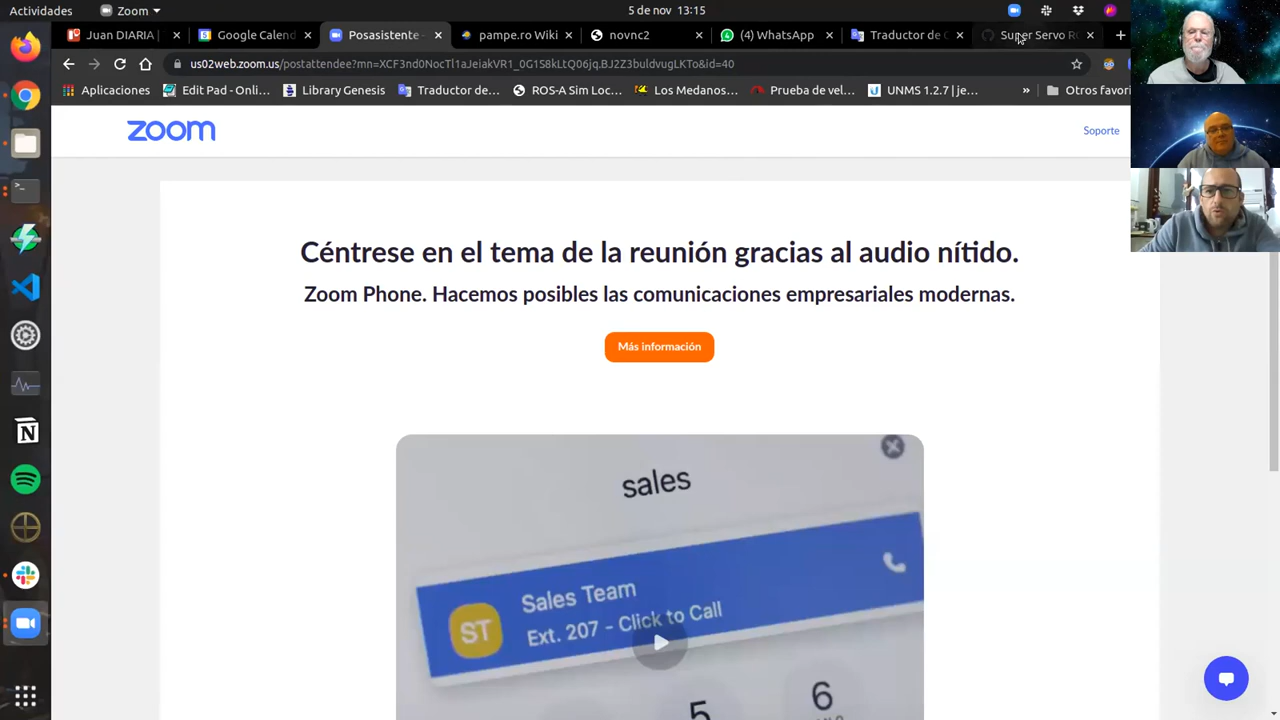 Actividades
Zoom
5 de nov 13:15
Juan DIARIA |
Google Calend
Posasistente -
pampe.ro Wiki
novnc2
(4) WhatsApp
Traductor de
Super Servo
us02web.zoom.us/postattendee?mn=XCF3nd0NocTl1aJeiakVR1_0G1S8kLtQ06jq.BJ2Z3buldvugLKTo&id=40
Aplicaciones
Edit Pad - Onli...
Library Genesis
Traductor de...
ROS-A Sim Loc...
Los Medanos...
Prueba de vel...
UNMS 1.2.7 | je...
»
Otros favori
zoom
Soporte
Céntrese en el tema de la reunión gracias al audio nítido.
Zoom Phone. Hacemos posibles las comunicaciones empresariales modernas.
Más información
sales
ST
Sales Team
Ext. 207 – Click to Call
5
6